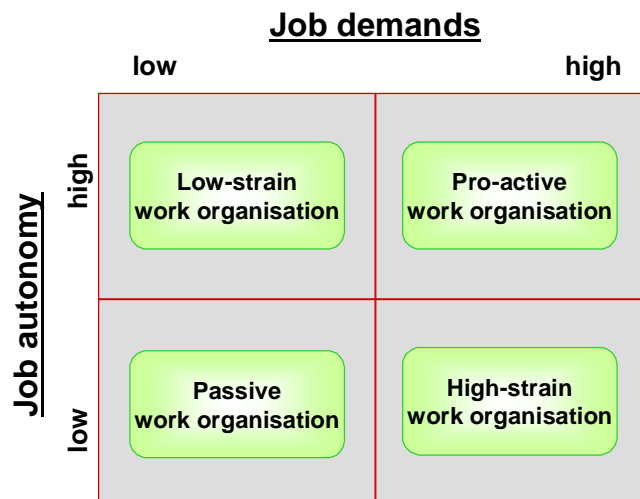 Job demands
low high
Job autonomy
high
Low-strain
work organisation
Pro-active
work organisation
low
Passive
work organisation
High-strain
work organisation